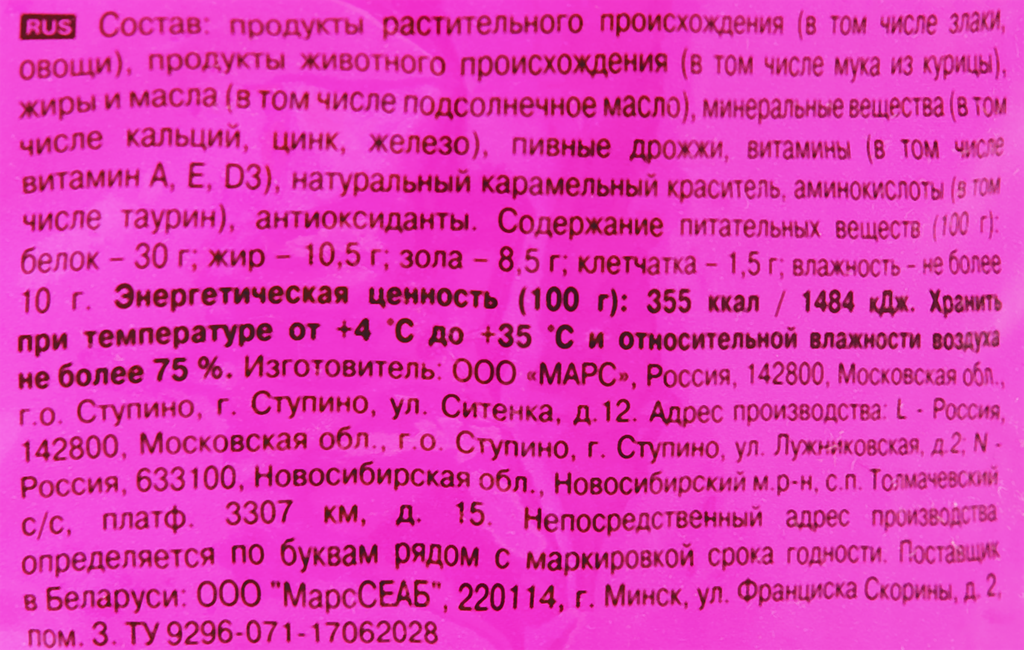 RUS Состав: продукты растительного происхождения (в том числе злаки,
овощи), продукты животного происхождения (в том числе мука из курицы),
жиры и масла (в том числе подсолнечное масло), минеральные вещества (в том
числе кальций, цинк, железо), пивные дрожжи, витамины (в том числе
витамин А, Е, D3), натуральный карамельный краситель, аминокислоты (в том
числе таурин), антиоксиданты. Содержание питательных веществ (100 г):
белок – 30 г; жир – 10,5 г; зола – 8,5 г; клетчатка – 1,5 г; влажность – не более
10 г. Энергетическая ценность (100 г): 355 ккал / 1484 кДж. Хранить
при температуре от +4 °С до +35 °С и относительной влажности воздуха
не более 75 %. Изготовитель: ООО «МАРС», Россия, 142800, Московская обл.,
г.о. Ступино, г. Ступино, ул. Ситенка, д.12. Адрес производства: L - Россия,
142800, Московская обл., г.о. Ступино, г. Ступино, ул. Лужниковская, д.2; N -
Россия, 633100, Новосибирская обл., Новосибирский м.р-н, с.п. Толмачевский
с/с, платф. 3307 км, д. 15. Непосредственный адрес производства
определяется по буквам рядом с маркировкой срока годности. Поставщик
в Беларуси: ООО "МарсСЕАБ", 220114, г. Минск, ул. Франциска Скорины, д. 2,
пом. 3. ТУ 9296-071-17062028